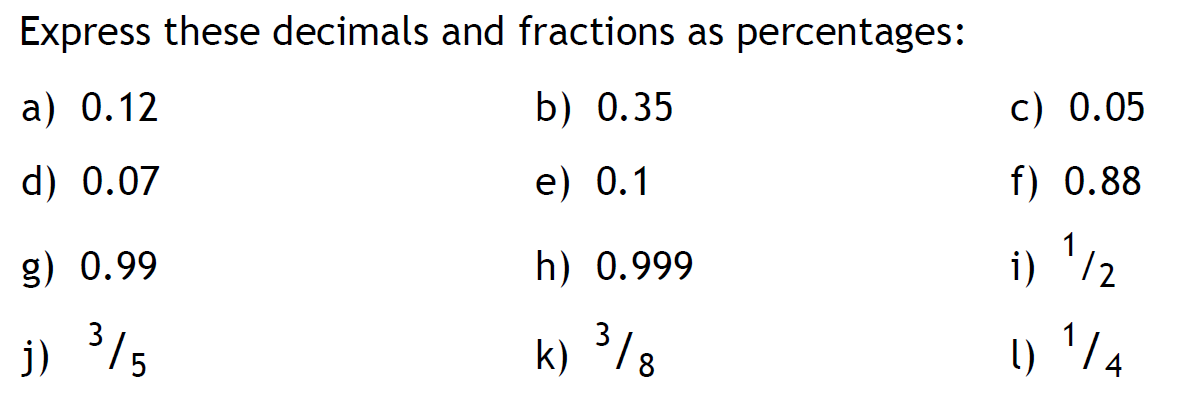 Express these decimals and fractions as percentages:
a) 0.12 b) 0.35 c) 0.05
d) 0.07 e) 0.1 f) 0.88
g) 0.99 h) 0.999 i) 1/2
j) 3/5 k) 3/8 l) 1/4